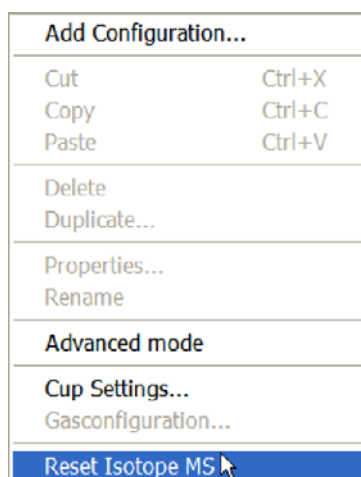 Add Configuration...
Cut Ctrl+X
Copy Ctrl+C
Paste Ctrl+V
Delete
Duplicate...
Properties...
Rename
Advanced mode
Cup Settings...
Gasconfiguration...
Reset Isotope MS